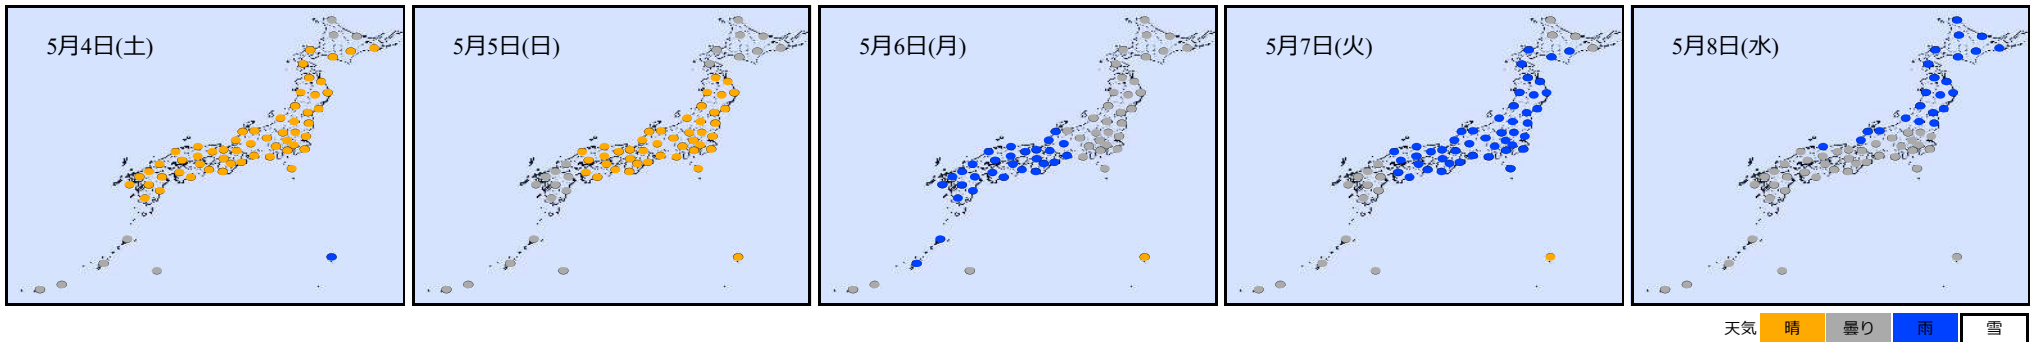 5月4日(土)
5月5日(日)
5月6日(月)
5月7日(火)
5月8日(水)
天気 晴 曇り 雨 雪